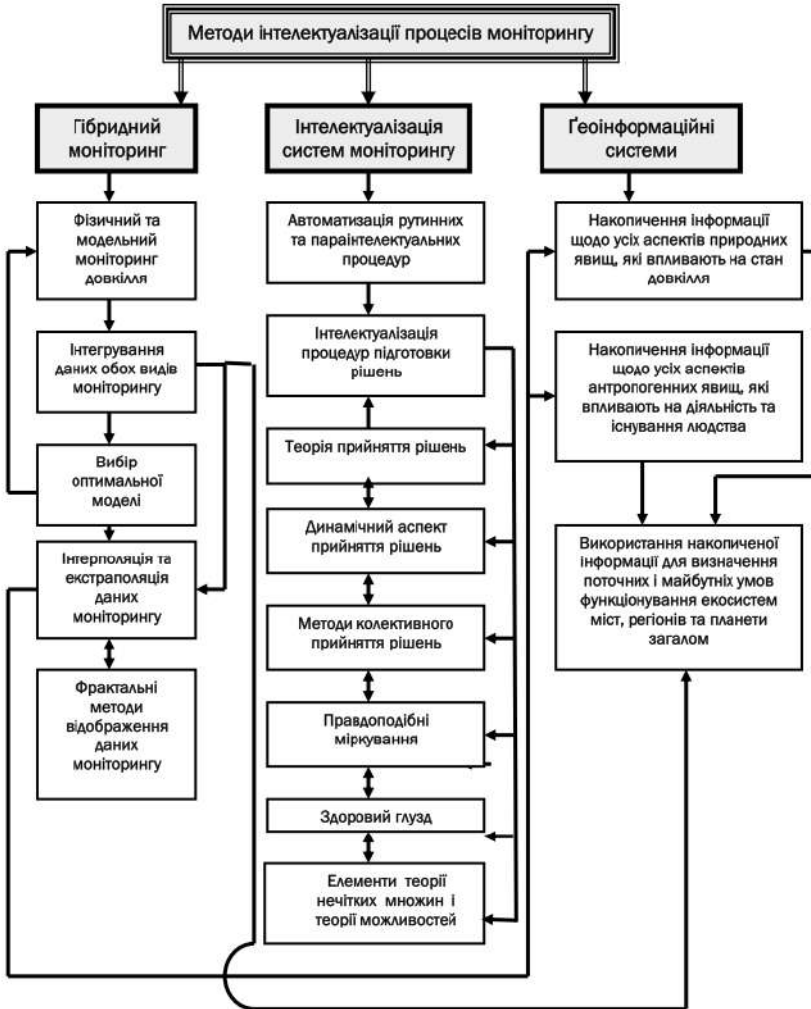 Методи інтелектуалізації процесів моніторингу
Гібридний
моніторинг
Фізичний та
модельний
моніторинг
довкілля
Інтегрування
даних обох видів
моніторингу
Вибір
оптимальної
моделі
Інтерполяція та
екстраполяція
даних
моніторингу
Фрактальні
методи
відображення
даних
моніторингу
Інтелектуалізація
систем моніторингу
Автоматизація рутинних
та параінтелектуальних
процедур
Інтелектуалізація
процедур підготовки
рішень
Теорія прийняття рішень
Динамічний аспект
прийняття рішень
Методи колективного
прийняття рішень
Правдоподібні
міркування
Здоровий глузд
Елементи теорії
нечітких множин і
теорії можливостей
Ґеоінформаційні
системи
Накопичення інформації
щодо усіх аспектів природних
явищ, які впливають на стан
довкілля
Накопичення інформації
щодо усіх аспектів
антропогенних явищ, які
впливають на діяльність та
існування людства
Використання накопиченої
інформації для визначення
поточних і майбутніх умов
функціонування екосистем
міст, регіонів та планети
загалом